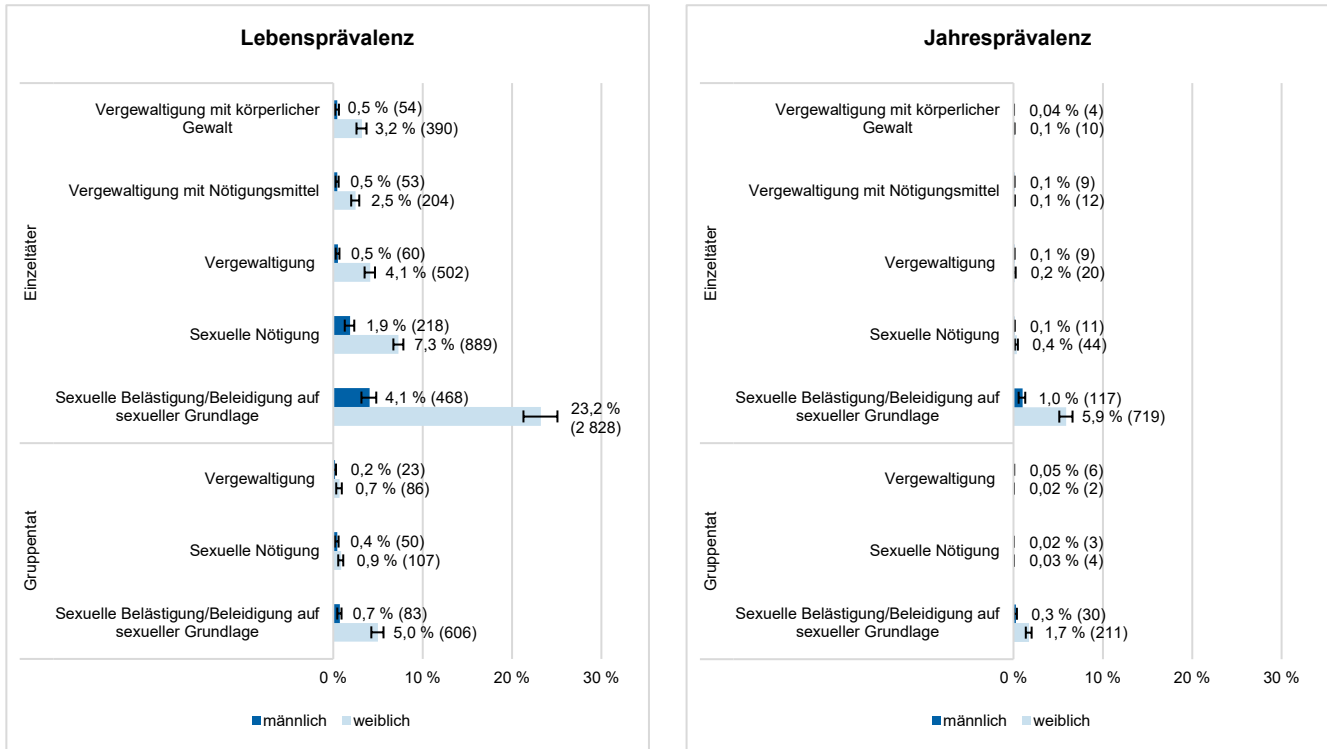 Lebensprävalenz
Einzeltäter
Vergewaltigung mit körperlicher
Gewalt
0,5 % (54)
3,2 % (390)
Vergewaltigung mit Nötigungsmittel
0,5 % (53)
2,5 % (204)
Vergewaltigung
0,5 % (60)
4,1 % (502)
Sexuelle Nötigung
1,9 % (218)
7,3 % (889)
Sexuelle Belästigung/Beleidigung auf
sexueller Grundlage
4,1 % (468)
23,2 %
(2 828)
Gruppentat
Vergewaltigung
0,2 % (23)
0,7 % (86)
Sexuelle Nötigung
0,4 % (50)
0,9 % (107)
Sexuelle Belästigung/Beleidigung auf
sexueller Grundlage
0,7 % (83)
5,0 % (606)
0 % 10 % 20 % 30 %
männlich weiblich
Jahresprävalenz
Einzeltäter
Vergewaltigung mit körperlicher
Gewalt
0,04 % (4)
0,1 % (10)
Vergewaltigung mit Nötigungsmittel
0,1 % (9)
0,1 % (12)
Vergewaltigung
0,1 % (9)
0,2 % (20)
Sexuelle Nötigung
0,1 % (11)
0,4 % (44)
Sexuelle Belästigung/Beleidigung auf
sexueller Grundlage
1,0 % (117)
5,9 % (719)
Gruppentat
Vergewaltigung
0,05 % (6)
0,02 % (2)
Sexuelle Nötigung
0,02 % (3)
0,03 % (4)
Sexuelle Belästigung/Beleidigung auf
sexueller Grundlage
0,3 % (30)
1,7 % (211)
0 % 10 % 20 % 30 %
männlich weiblich